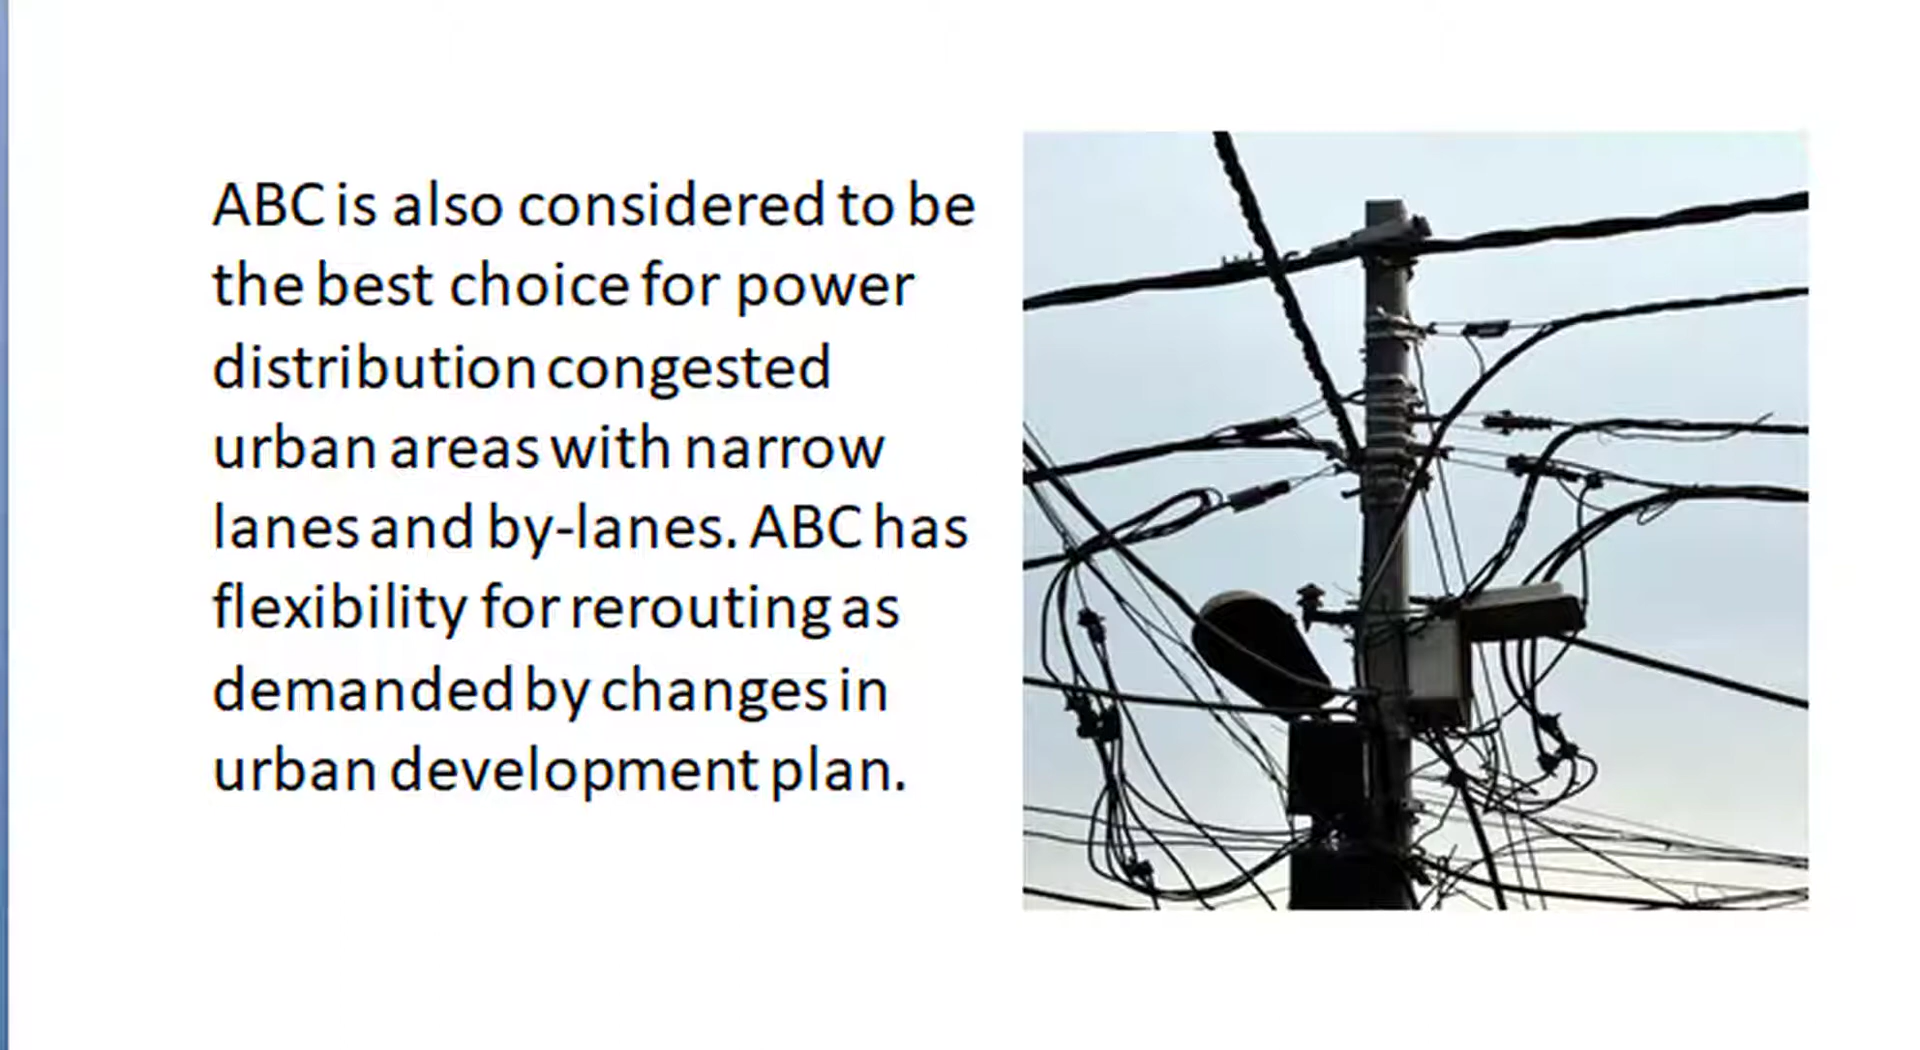 ABC is also considered to be
the best choice for power
distribution congested
urban areas with narrow
lanes and by-lanes. ABC has
flexibility for rerouting as
demanded by changes in
urban development plan.